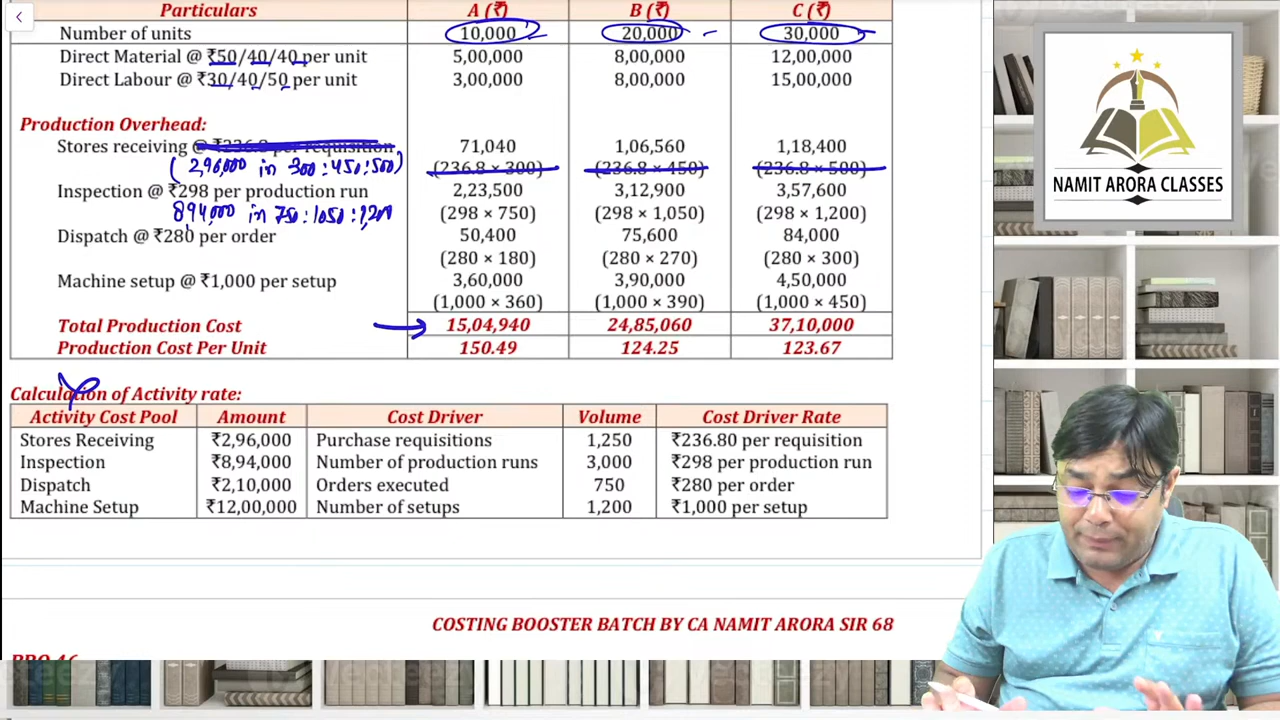 Particulars A (₹) B (₹) C (₹)
Number of units 10,000 20,000 30,000
Direct Material @ ₹50/40/40 per unit 5,00,000 8,00,000 12,00,000
Direct Labour @ ₹30/40/50 per unit 3,00,000 8,00,000 15,00,000
Production Overhead:
Stores receiving @ ₹236.8 per requisition 71,040 1,06,560 1,18,400
(2,96,000 in 300:450:500) (236.8 × 300) (236.8 × 450) (236.8 × 500)
Inspection @ ₹298 per production run 2,23,500 3,12,900 3,57,600
894,000 in 750:1050:1,200 (298 × 750) (298 × 1,050) (298 × 1,200)
Dispatch @ ₹280 per order 50,400 75,600 84,000
(280 × 180) (280 × 270) (280 × 300)
Machine setup @ ₹1,000 per setup 3,60,000 3,90,000 4,50,000
(1,000 × 360) (1,000 × 390) (1,000 × 450)
Total Production Cost 15,04,940 24,85,060 37,10,000
Production Cost Per Unit 150.49 124.25 123.67
Calculation of Activity rate:
Activity Cost Pool Amount Cost Driver Volume Cost Driver Rate
Stores Receiving ₹2,96,000 Purchase requisitions 1,250 ₹236.80 per requisition
Inspection ₹8,94,000 Number of production runs 3,000 ₹298 per production run
Dispatch ₹2,10,000 Orders executed 750 ₹280 per order
Machine Setup ₹12,00,000 Number of setups 1,200 ₹1,000 per setup
COSTING BOOSTER BATCH BY CA NAMIT ARORA SIR 68
NAMIT ARORA CLASSES